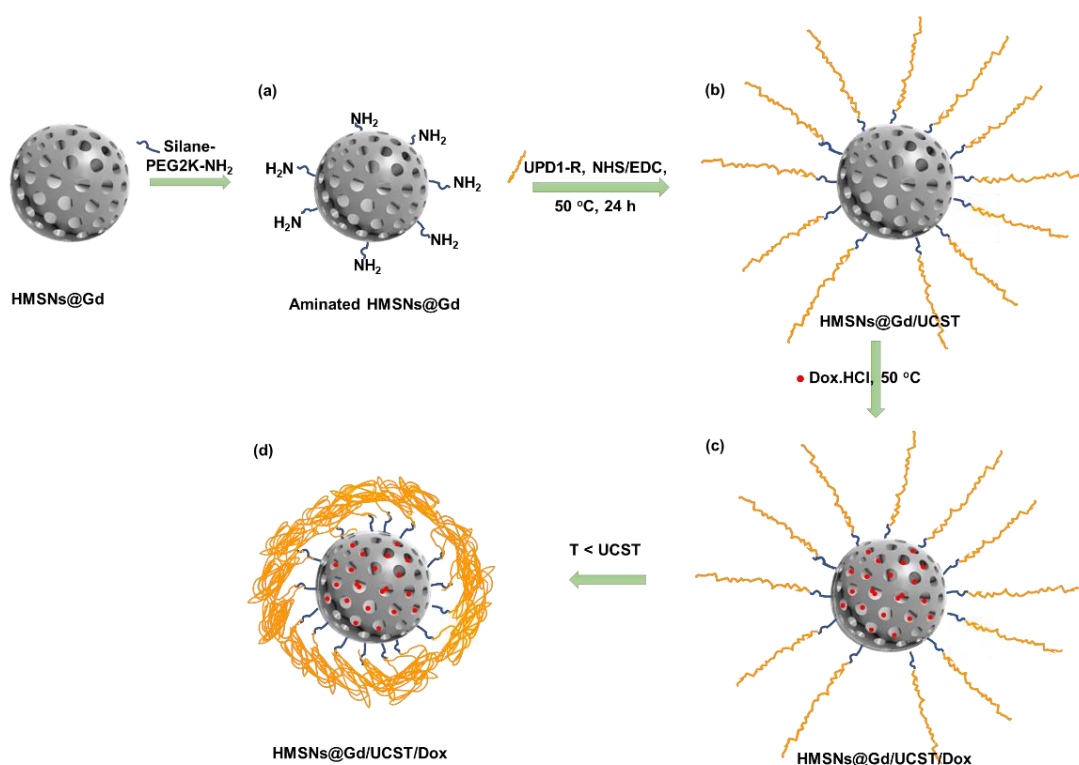 (a)
NH2
NH2
H2N
NH2
H2N
NH2
NH2
Silane-
PEG2K-NH2
HMSNs@Gd
Aminated HMSNs@Gd
UPD1-R, NHS/EDC,
50 °C, 24 h
(b)
HMSNs@Gd/UCST
Dox.HCl, 50 °C
(c)
HMSNs@Gd/UCST/Dox
T < UCST
(d)
HMSNs@Gd/UCST/Dox